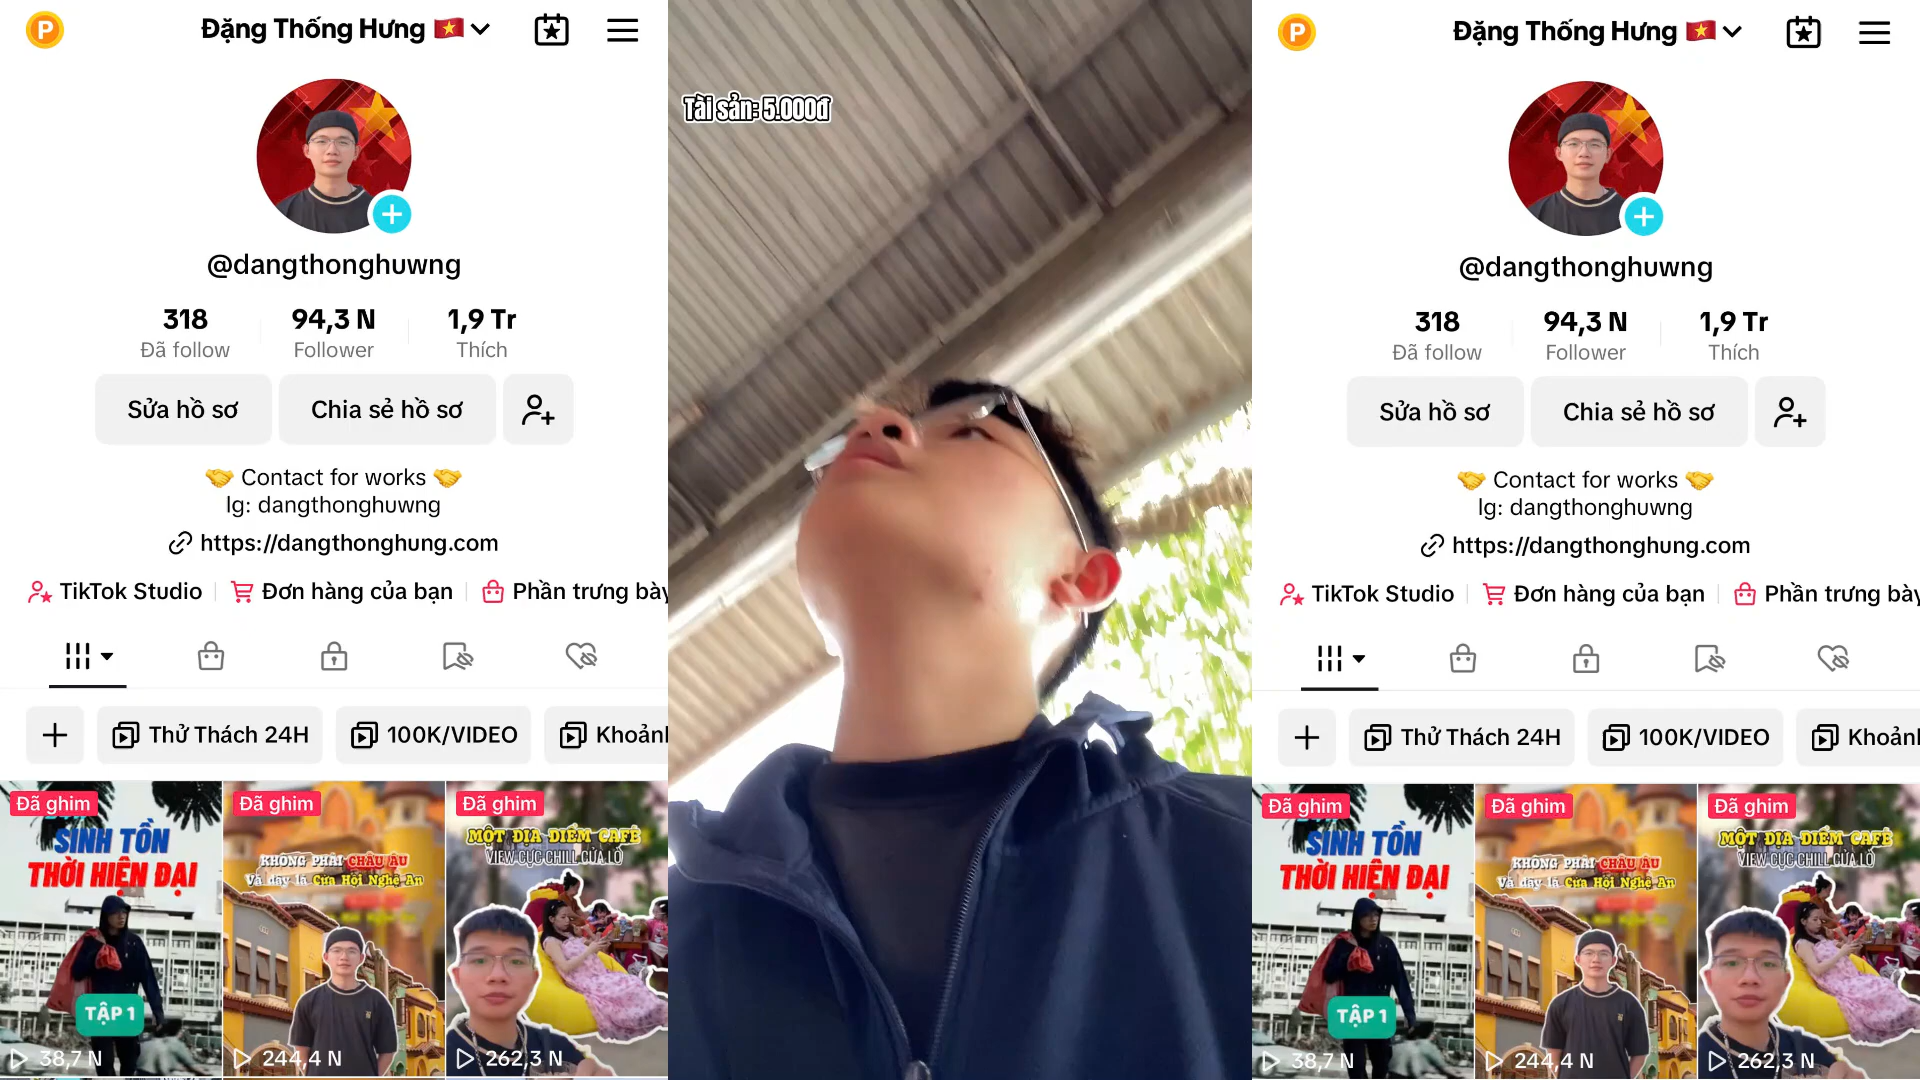 P
Đặng Thống Hưng 🇻🇳
@dangthonghuwng
318
Đã follow
94,3 N
Follower
1,9 Tr
Thích
Sửa hồ sơ
Chia sẻ hồ sơ
🤝 Contact for works 🤝
Ig: dangthonghuwng
https://dangthonghung.com
TikTok Studio
Đơn hàng của bạn
Phần trưng bày
Thử Thách 24H
100K/VIDEO
Khoản
Đã ghim
SINH TỒN
THỜI HIỆN ĐẠI
TẬP 1
38,7 N
Đã ghim
KHÔNG PHẢI CHÂU ÂU
Và đây là Cửa Hội Nghệ An
244,4 N
Đã ghim
MỘT ĐỊA ĐIỂM CAFÉ
VIEW CỰC CHILL CỦA LÒ
262,3 N
Tài sản: 5.000đ
P
Đặng Thống Hưng 🇻🇳
@dangthonghuwng
318
Đã follow
94,3 N
Follower
1,9 Tr
Thích
Sửa hồ sơ
Chia sẻ hồ sơ
🤝 Contact for works 🤝
Ig: dangthonghuwng
https://dangthonghung.com
TikTok Studio
Đơn hàng của bạn
Phần trưng bày
Thử Thách 24H
100K/VIDEO
Khoản
Đã ghim
SINH TỒN
THỜI HIỆN ĐẠI
TẬP 1
38,7 N
Đã ghim
KHÔNG PHẢI CHÂU ÂU
Và đây là Cửa Hội Nghệ An
244,4 N
Đã ghim
MỘT ĐỊA ĐIỂM CAFÉ
VIEW CỰC CHILL CỦA LÒ
262,3 N